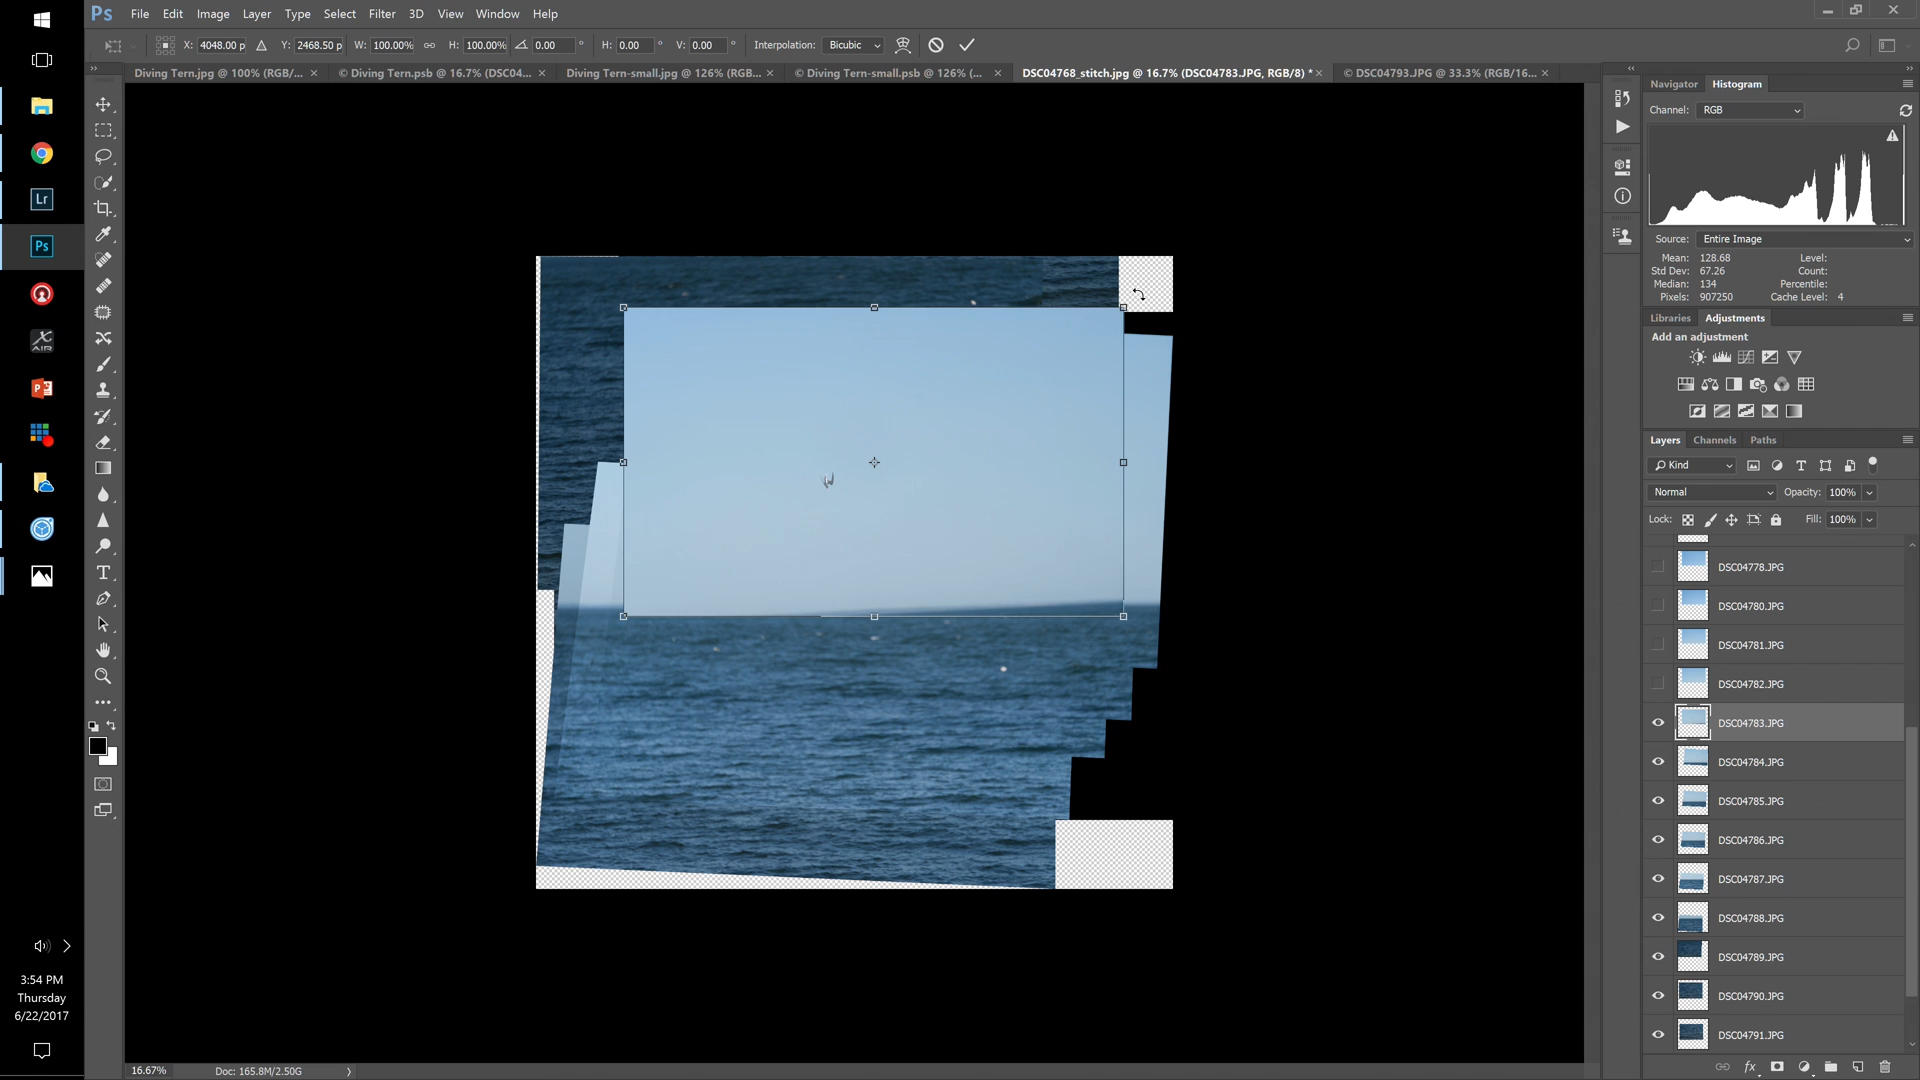 Ps File Edit Image Layer Type Select Filter 3D View Window Help
X: 4048.00 p Y: 2468.50 p W: 100.00% H: 100.00% 0.00 ° H: 0.00 ° V: 0.00 ° Interpolation: Bicubic
Diving Tern.jpg @ 100% (RGB/... × © Diving Tern.psb @ 16.7% (DSC04... × Diving Tern-small.jpg @ 126% (RGB... × © Diving Tern-small.psb @ 126% (... × DSC04768_stitch.jpg @ 16.7% (DSC04783.JPG, RGB/8) * × © DSC04793.JPG @ 33.3% (RGB/16... ×
Lr
Ps
AIR
P
3:54 PM
Thursday
6/22/2017
T
16.67% Doc: 165.8M/2.50G
Navigator Histogram
Channel: RGB
Source: Entire Image
Mean: 128.68 Level:
Std Dev: 67.26 Count:
Median: 134 Percentile:
Pixels: 907250 Cache Level: 4
Libraries Adjustments
Add an adjustment
Layers Channels Paths
Kind T
Normal Opacity: 100%
Lock: Fill: 100%
DSC04778.JPG
DSC04780.JPG
DSC04781.JPG
DSC04782.JPG
DSC04783.JPG
DSC04784.JPG
DSC04785.JPG
DSC04786.JPG
DSC04787.JPG
DSC04788.JPG
DSC04789.JPG
DSC04790.JPG
DSC04791.JPG
fx